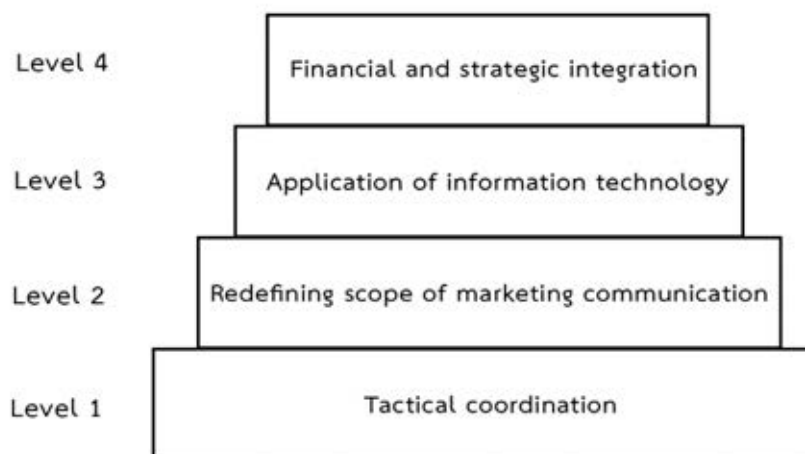 Level 4
Financial and strategic integration
Level 3
Application of information technology
Level 2
Redefining scope of marketing communication
Level 1
Tactical coordination